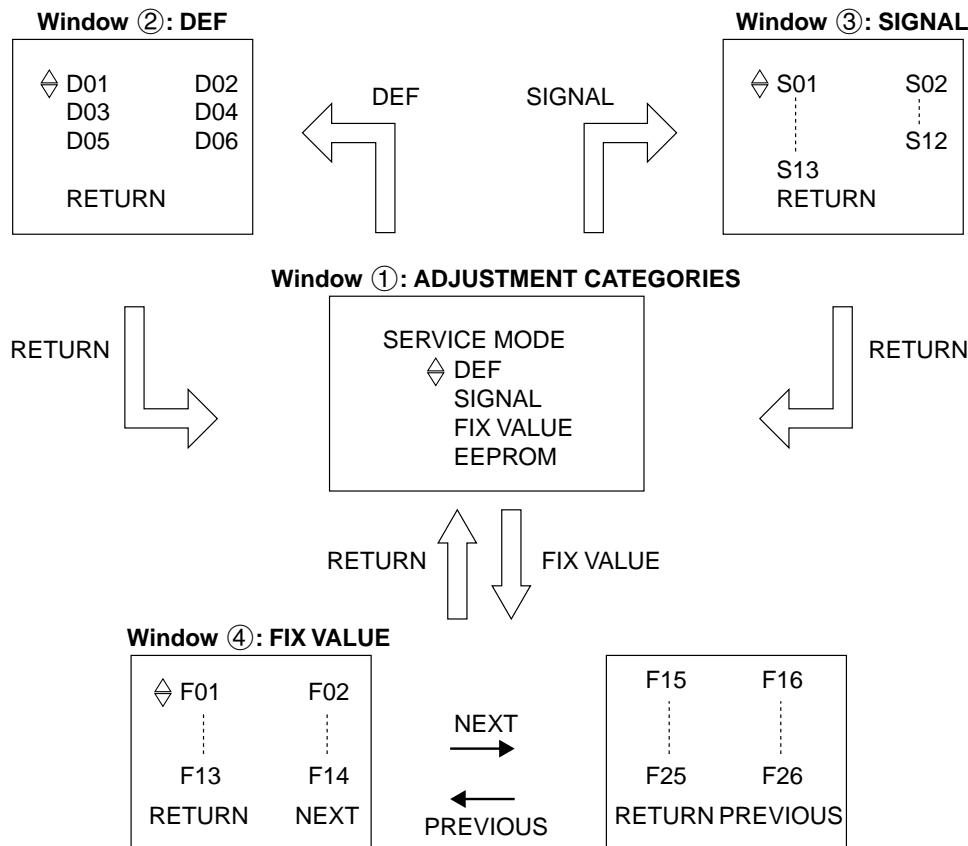 Window ②: DEF
D01 D02
D03 D04
D05 D06
RETURN
DEF
SIGNAL
Window ③: SIGNAL
S01 S02
S12
S13
RETURN
Window ①: ADJUSTMENT CATEGORIES
SERVICE MODE
DEF
SIGNAL
FIX VALUE
EEPROM
RETURN
RETURN
RETURN
FIX VALUE
Window ④: FIX VALUE
F01 F02
F13 F14
RETURN NEXT
NEXT
PREVIOUS
F15 F16
F25 F26
RETURN PREVIOUS